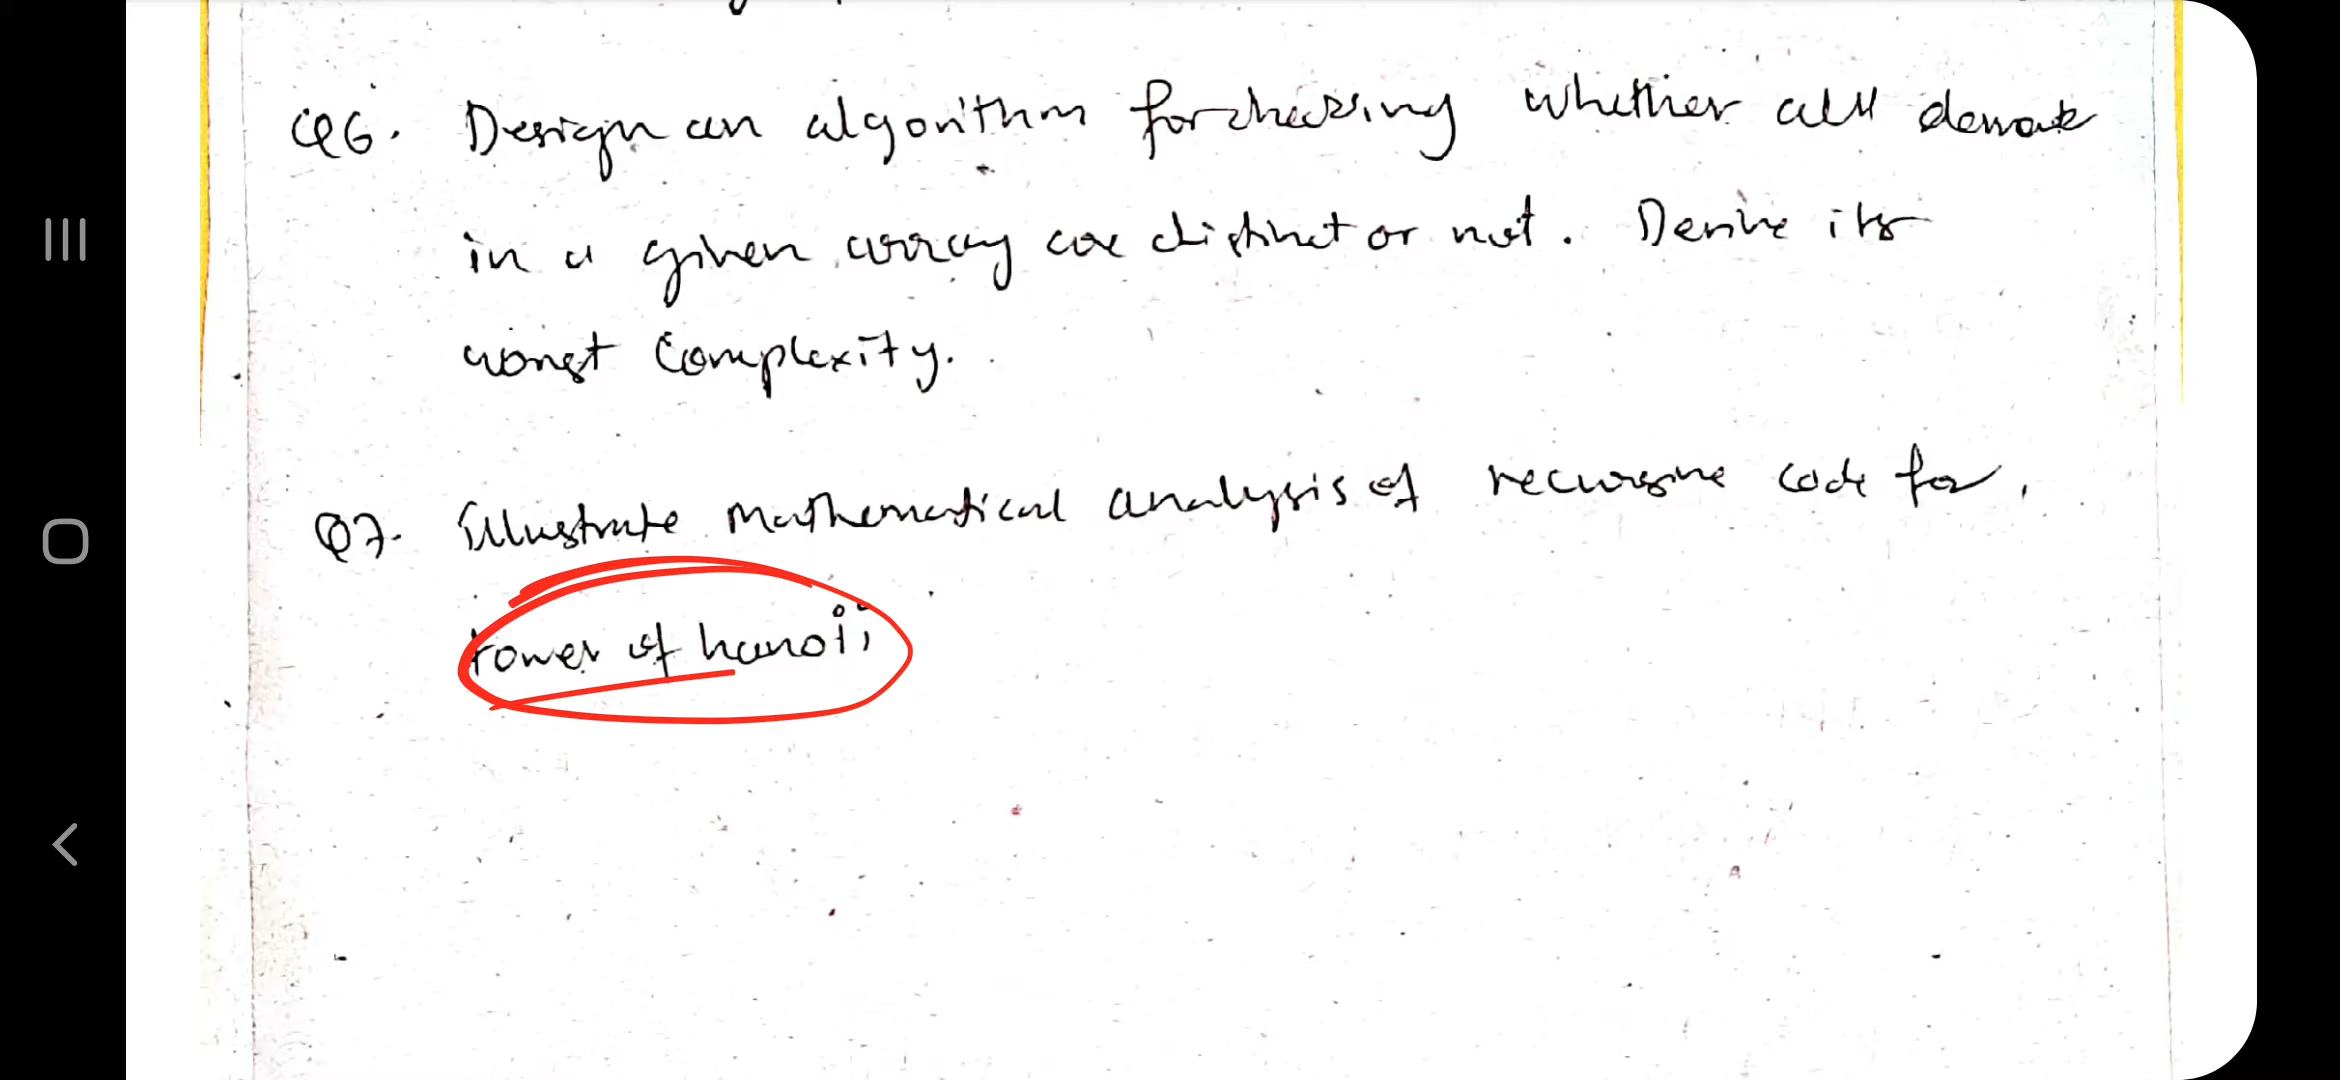 Q6. Design an algorithm for checking whether all element
in a given array are distinct or not. Derive its
worst Complexity.
Q7. Illustrate Mathematical analysis of recursive code for
tower of hanoi;